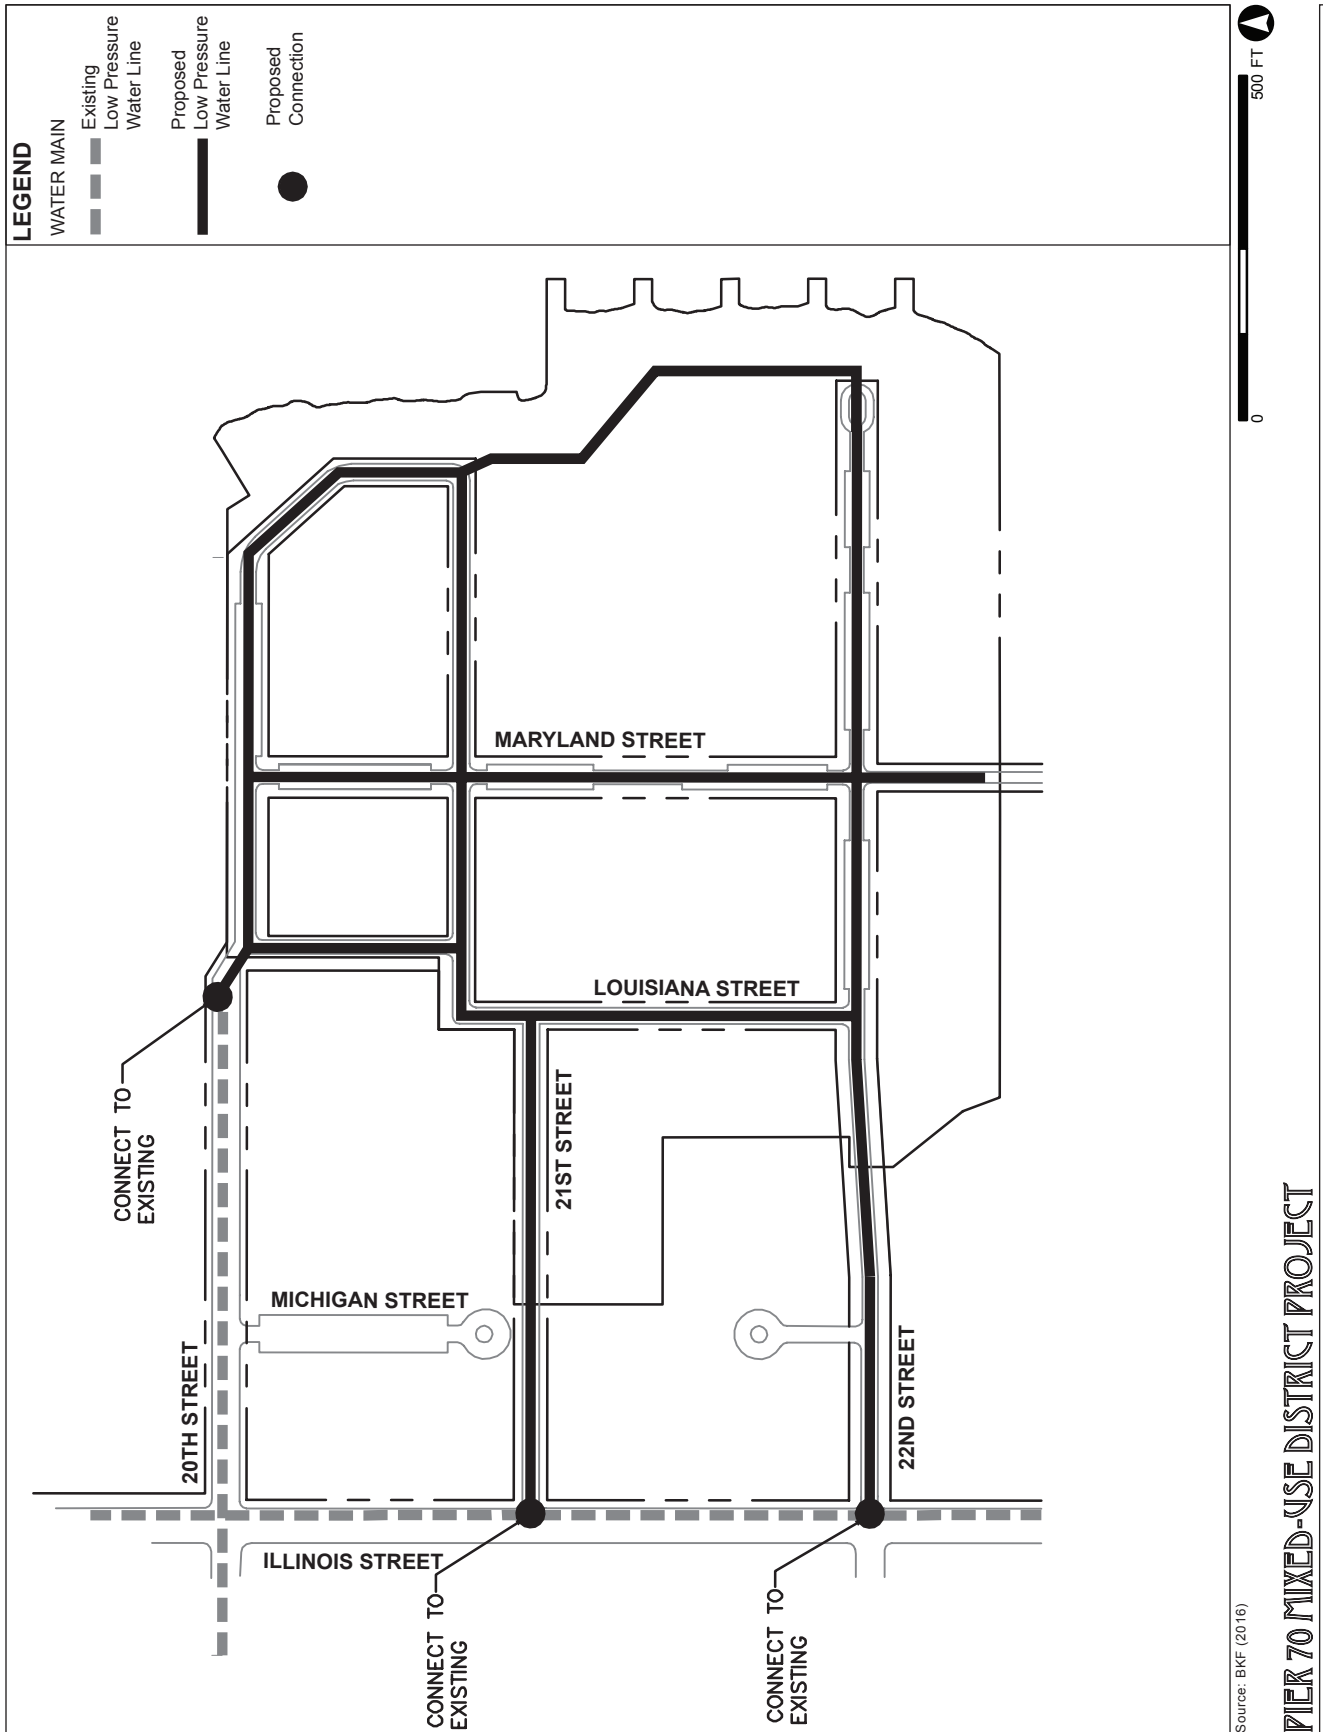 LEGEND
WATER MAIN
Existing
Low Pressure
Water Line
Proposed
Low Pressure
Water Line
Proposed
Connection
500 FT
0
CONNECT TO
EXISTING
20TH STREET
MICHIGAN STREET
ILLINOIS STREET
21ST STREET
LOUISIANA STREET
MARYLAND STREET
22ND STREET
CONNECT TO
EXISTING
CONNECT TO
EXISTING
Source: BKF (2016)
PIER 70 MIXED-USE DISTRICT PROJECT